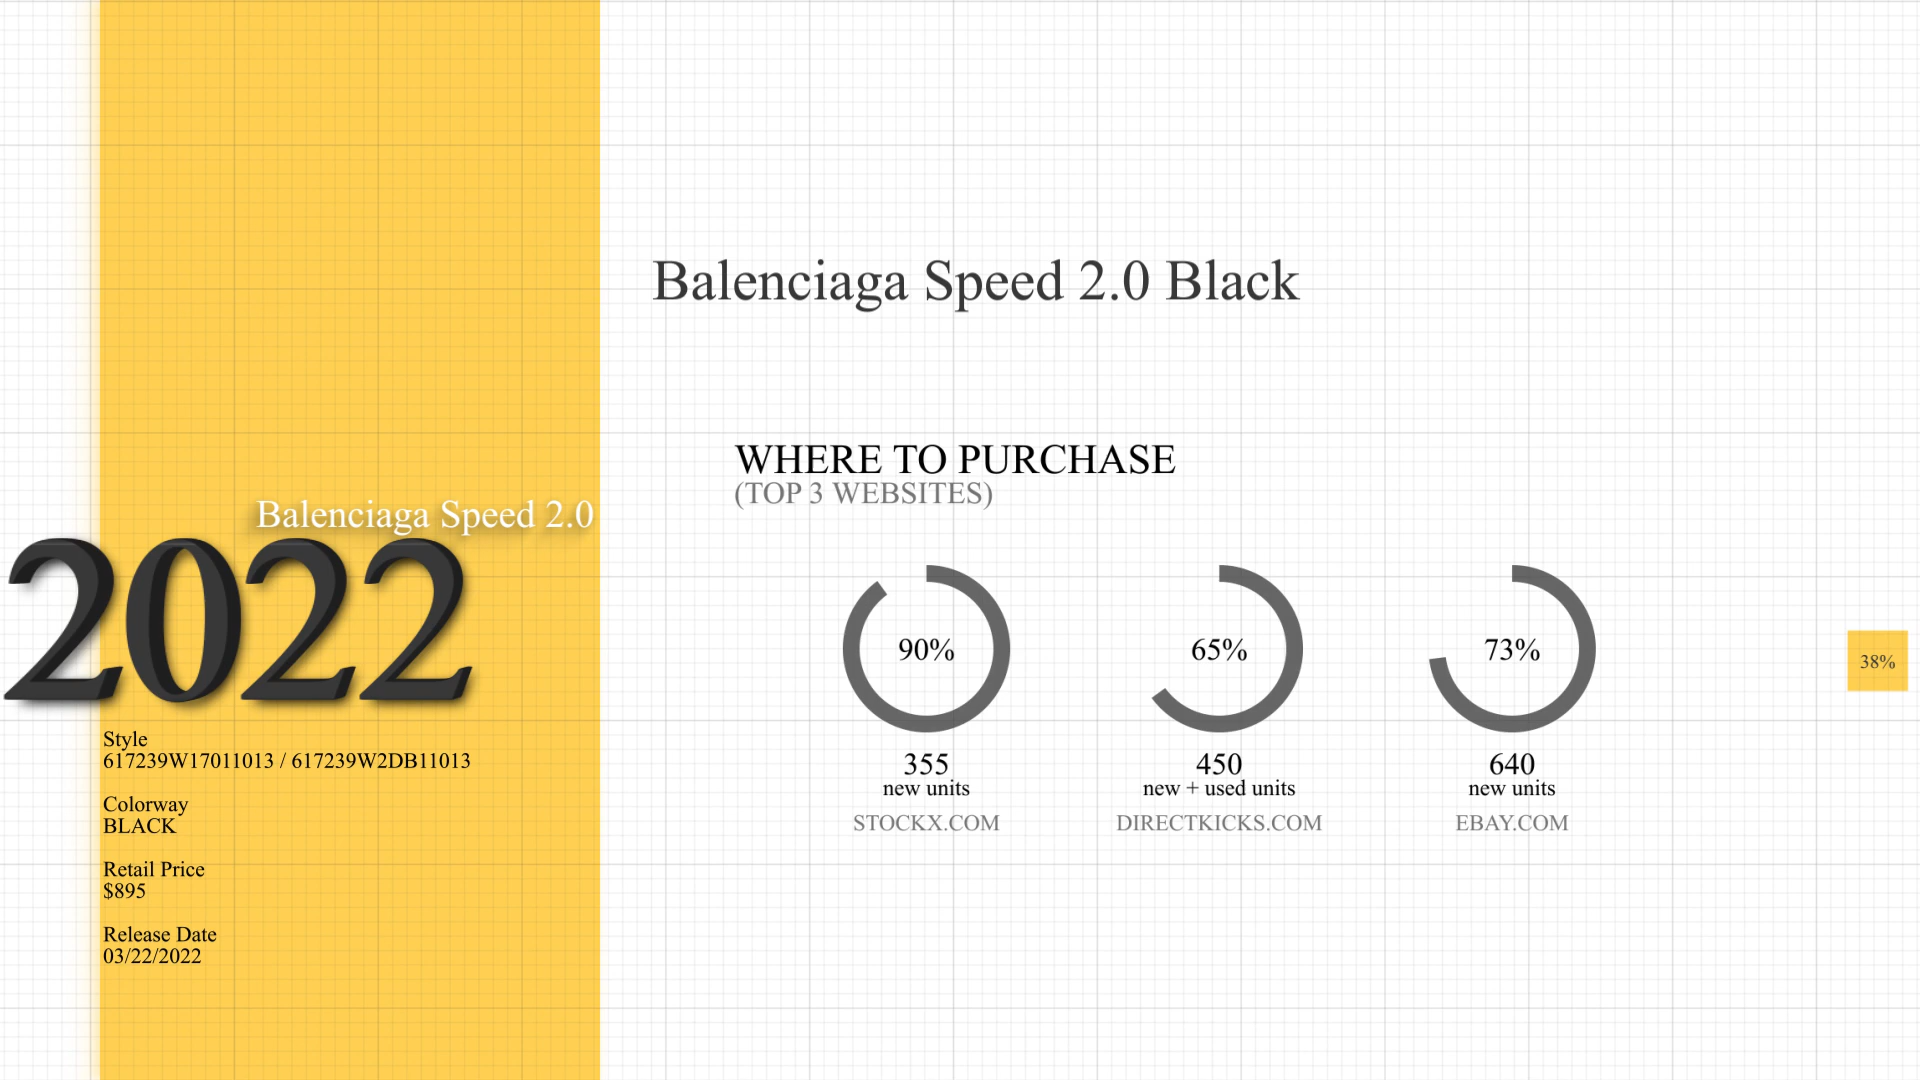 Balenciaga Speed 2.0
2022
Style
617239W17011013 / 617239W2DB11013
Colorway
BLACK
Retail Price
$895
Release Date
03/22/2022
Balenciaga Speed 2.0 Black
WHERE TO PURCHASE
(TOP 3 WEBSITES)
90%
355
new units
STOCKX.COM
65%
450
new + used units
DIRECTKICKS.COM
73%
640
new units
EBAY.COM
38%